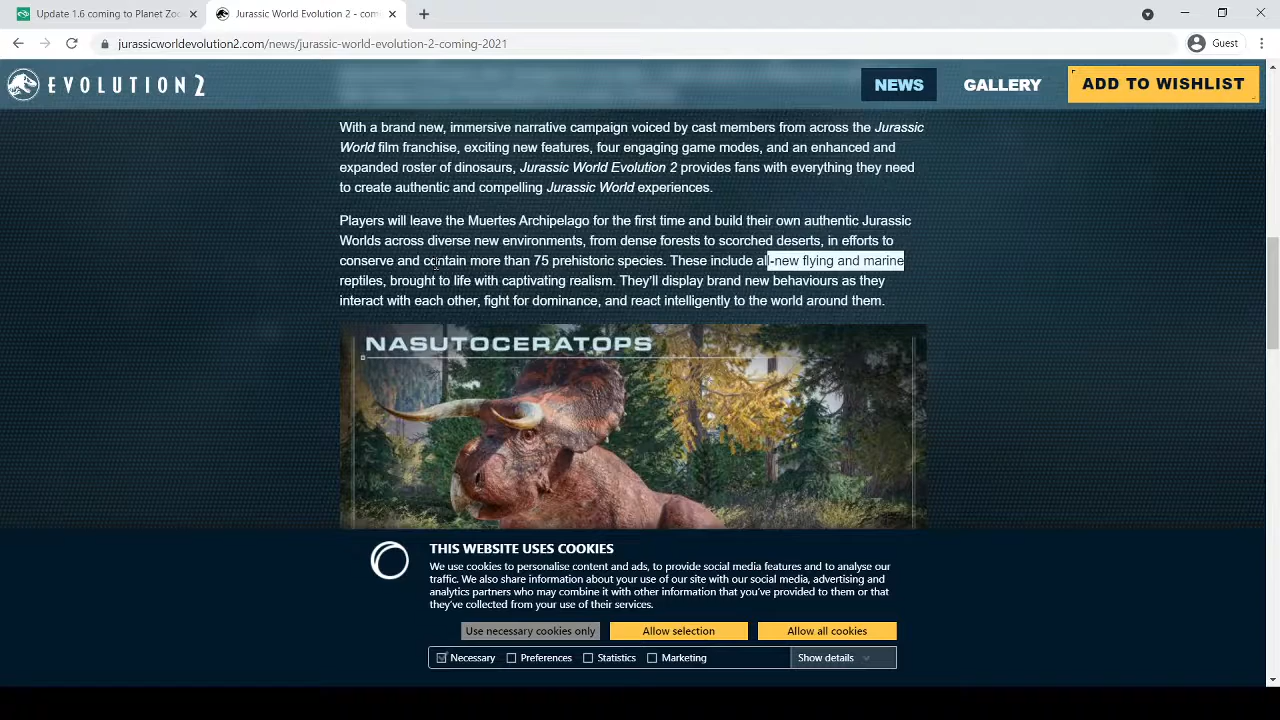 Update 1.6 coming to Planet Zoo
Jurassic World Evolution 2 - com
jurassicworldevolution2.com/news/jurassic-world-evolution-2-coming-2021
Guest
EVOLUTION 2
NEWS
GALLERY
ADD TO WISHLIST
With a brand new, immersive narrative campaign voiced by cast members from across the Jurassic
World film franchise, exciting new features, four engaging game modes, and an enhanced and
expanded roster of dinosaurs, Jurassic World Evolution 2 provides fans with everything they need
to create authentic and compelling Jurassic World experiences.
Players will leave the Muertes Archipelago for the first time and build their own authentic Jurassic
Worlds across diverse new environments, from dense forests to scorched deserts, in efforts to
conserve and contain more than 75 prehistoric species. These include all-new flying and marine
reptiles, brought to life with captivating realism. They'll display brand new behaviours as they
interact with each other, fight for dominance, and react intelligently to the world around them.
NASUTOCERATOPS
THIS WEBSITE USES COOKIES
We use cookies to personalise content and ads, to provide social media features and to analyse our
traffic. We also share information about your use of our site with our social media, advertising and
analytics partners who may combine it with other information that you've provided to them or that
they've collected from your use of their services.
Use necessary cookies only
Allow selection
Allow all cookies
Necessary
Preferences
Statistics
Marketing
Show details